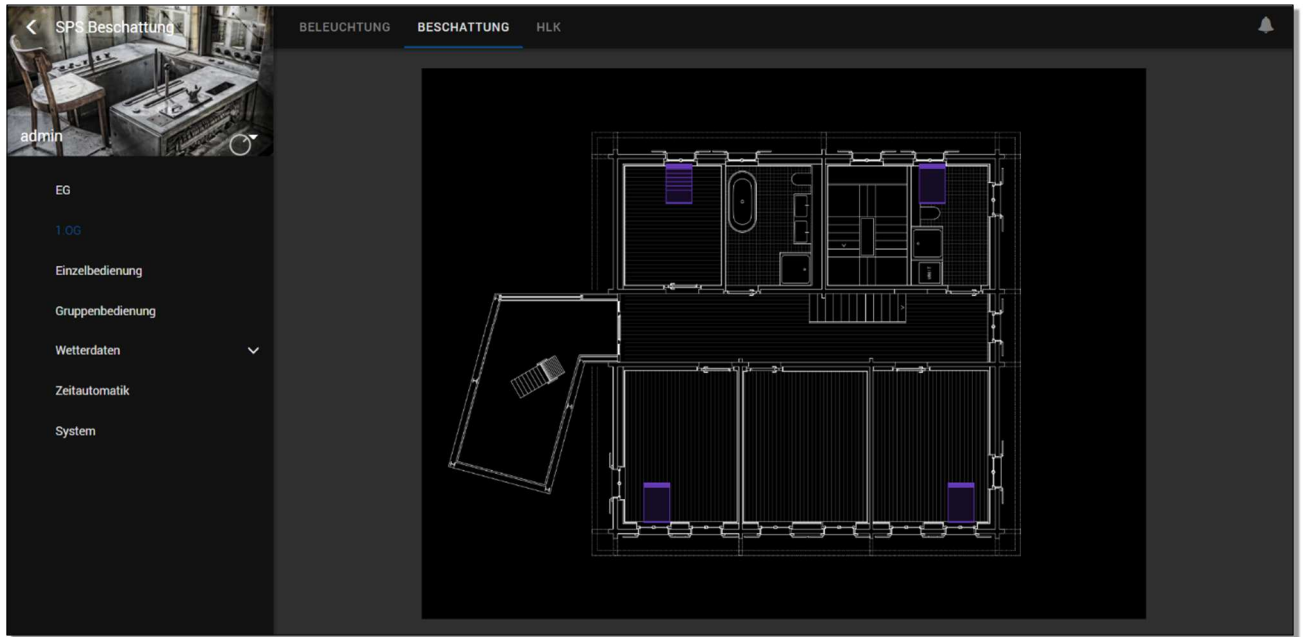 SPS Beschattung
BELEUCHTUNG
BESCHATTUNG
HLK
admin
EG
1.OG
Einzelbedienung
Gruppenbedienung
Wetterdaten
Zeitautomatik
System